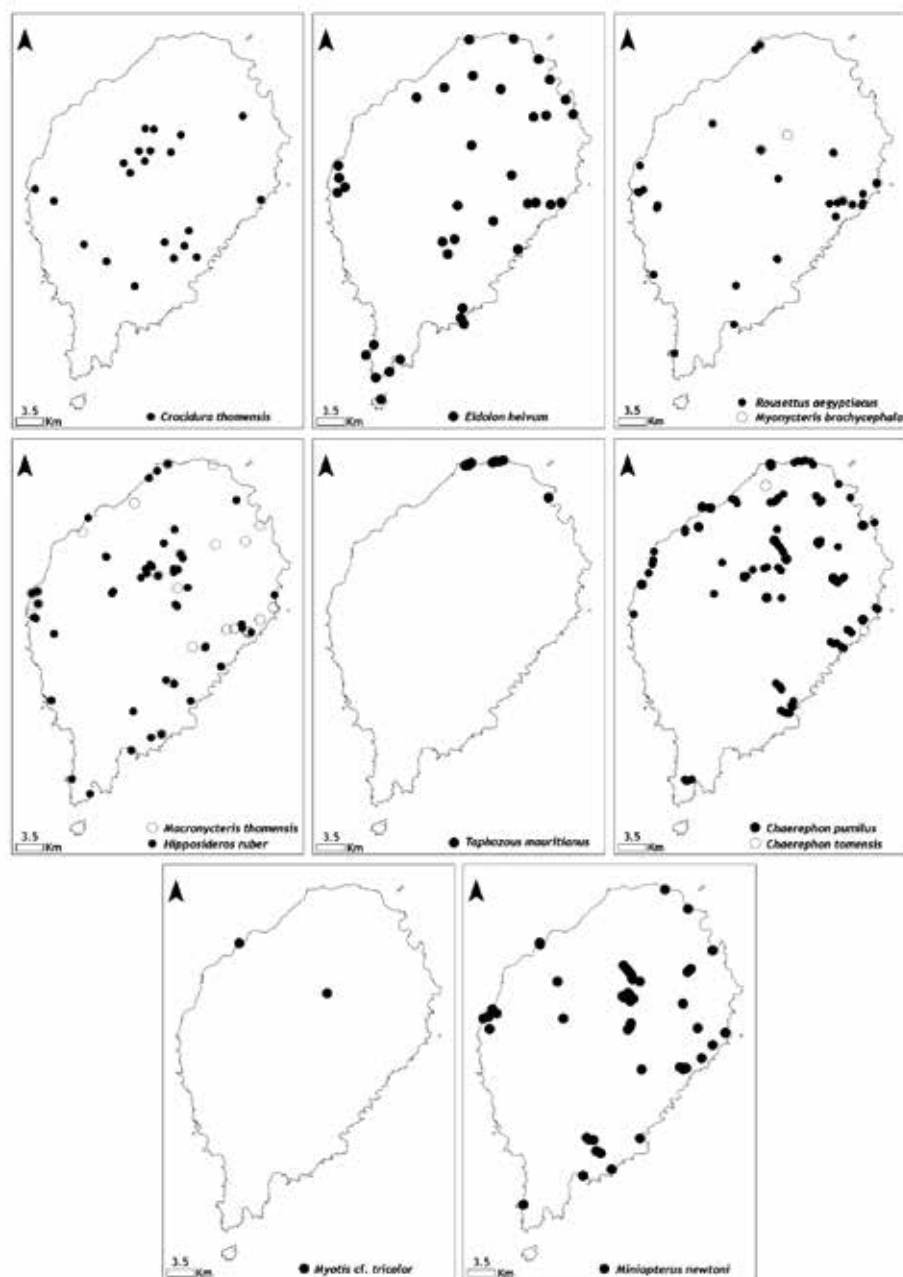 3.5
Km
Crocidura thomensis
3.5
Km
Eidolon helvum
3.5
Km
Rousettus aegyptiacus
Myonycteris brachycephala
3.5
Km
Macronycteris thomensis
Hipposideros ruber
3.5
Km
Taphozous mauritianus
3.5
Km
Chaerephon pumilus
Chaerephon tomensis
3.5
Km
Myotis cf. tricolor
3.5
Km
Miniopterus newtoni